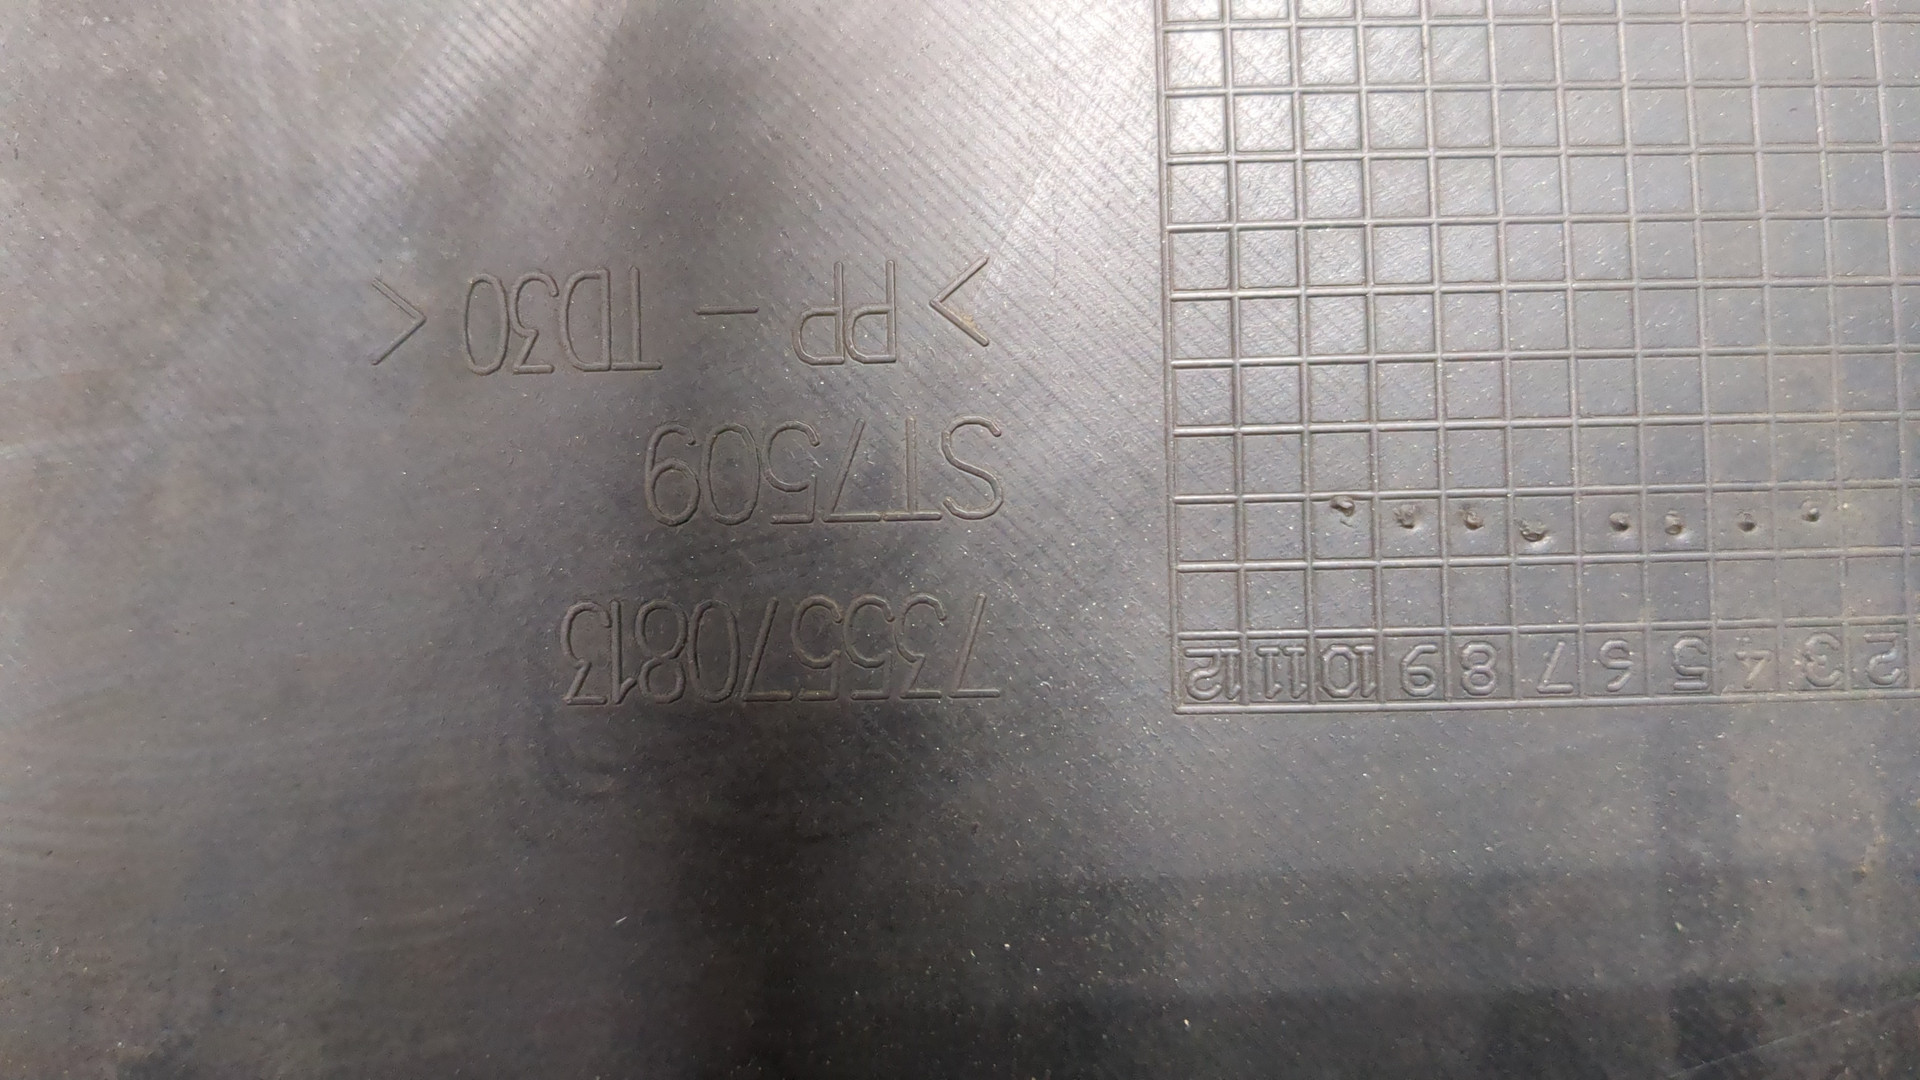 2 3 4 5 6 7 8 9 10 11 12
735570813
ST7509
> PP - TD30 <